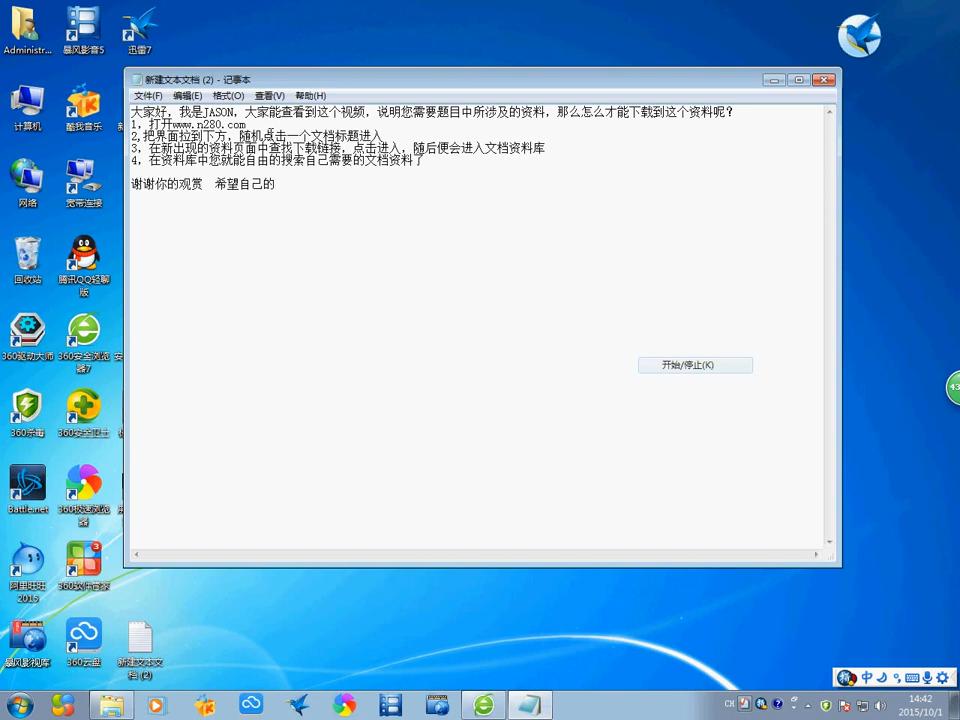 Administr...
暴风影音5
迅雷7
计算机
酷我音乐
网络
宽带连接
回收站
腾讯QQ轻聊版
360驱动大师
360安全浏览器7
360杀毒
360安全卫士
Battle.net
360极速浏览器
阿里旺旺2015
360软件管家
暴风影视库
360云盘
新建文本文档 (2)
新建文本文档 (2) - 记事本
文件(F) 编辑(E) 格式(O) 查看(V) 帮助(H)
大家好, 我是JASON, 大家能查看到这个视频, 说明您需要题目中所涉及的资料, 那么怎么才能下载到这个资料呢?
1, 打开www.n280.com
2,把界面拉到下方, 随机点击一个文档标题进入
3, 在新出现的资料页面中查找下载链接, 点击进入, 随后便会进入文档资料库
4, 在资料库中您就能自由的搜索自己需要的文档资料了
谢谢你的观赏 希望自己的
开始/停止(K)
43
中
CH
14:42
2015/10/1